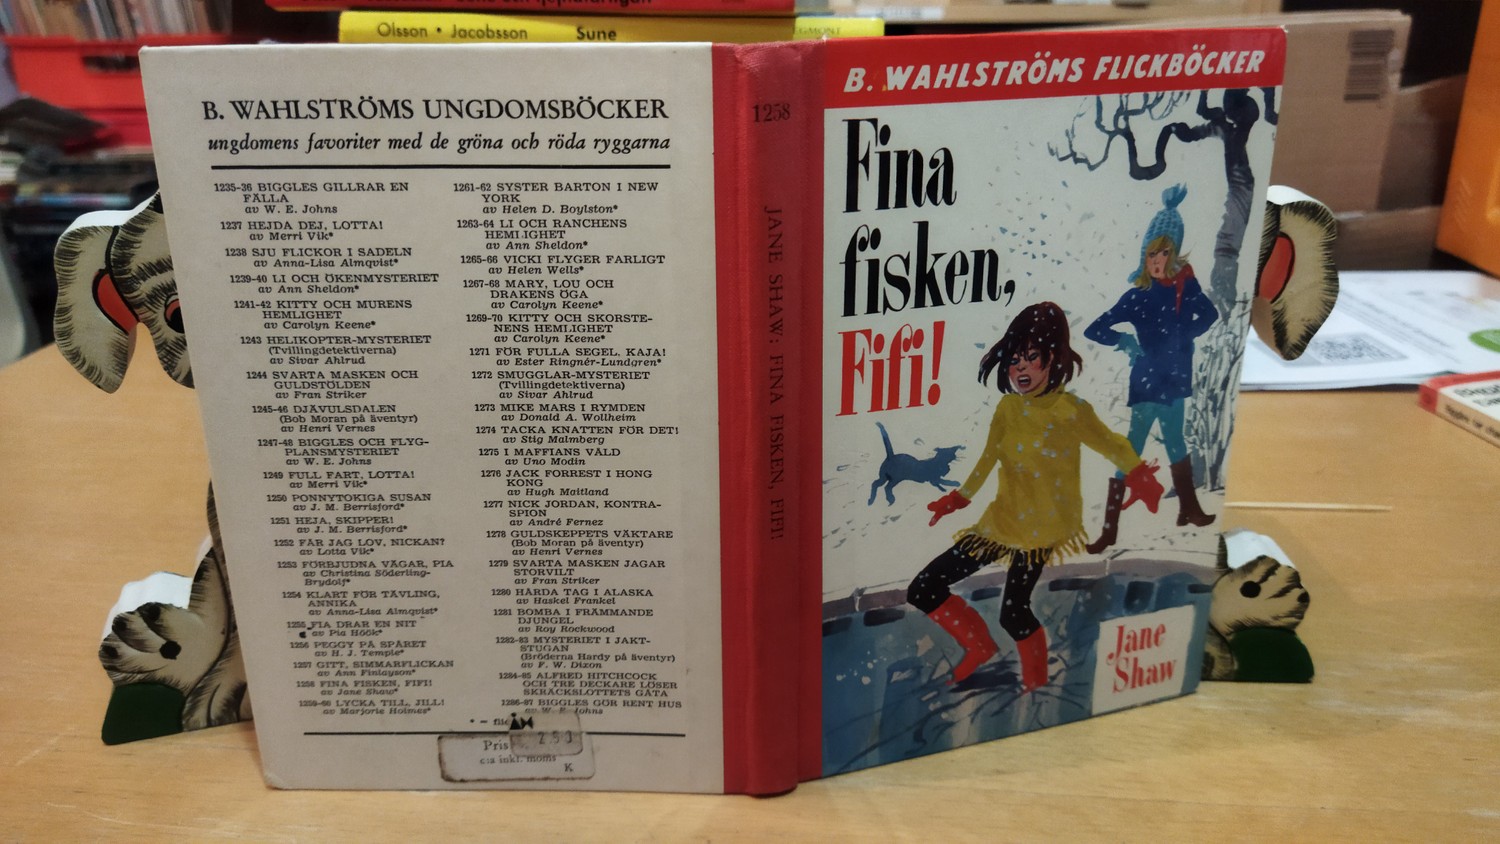 Olsson • Jacobsson Sune
EGMONT
B. WAHLSTRÖMS UNGDOMSBÖCKER
ungdomens favoriter med de gröna och röda ryggarna
1235-36 BIGGLES GILLRAR EN
FÄLLA
av W. E. Johns
1237 HEJDA DEJ, LOTTA!
av Merri Vik*
1238 SJU FLICKOR I SADELN
av Anna-Lisa Almqvist*
1239-40 LI OCH ÖKENMYSTERIET
av Ann Sheldon*
1241-42 KITTY OCH MURENS
HEMLIGHET
av Carolyn Keene*
1243 HELIKOPTER-MYSTERIET
(Tvillingdetektiverna)
av Sivar Ahlrud
1244 SVARTA MASKEN OCH
GULDSTÖLDEN
av Fran Striker
1245-46 DJÄVULSDALEN
(Bob Moran på äventyr)
av Henri Vernes
1247-48 BIGGLES OCH FLYG-
PLANSMYSTERIET
av W. E. Johns
1249 FULL FART, LOTTA!
av Merri Vik*
1250 PONNYTOKIGA SUSAN
av J. M. Berrisford*
1251 HEJA, SKIPPER!
av J. M. Berrisford*
1252 FÅR JAG LOV, NICKAN?
av Lotta Vik*
1253 FÖRBJUDNA VÄGAR, PIA
av Christina Söderling-
Brydolf*
1254 KLART FÖR TÄVLING,
ANNIKA
av Anna-Lisa Almqvist*
1255 FIA DRAR EN NIT
av Pia Höök*
1256 PEGGY PÅ SPÅRET
av H. J. Temple*
1257 GITT, SIMMARFLICKAN
av Ann Finlayson*
1258 FINA FISKEN, FIFI!
av Jane Shaw*
1259-60 LYCKA TILL, JILL!
av Marjorie Holmes*
1261-62 SYSTER BARTON I NEW
YORK
av Helen D. Boylston*
1263-64 LI OCH RANCHENS
HEMLIGHET
av Ann Sheldon*
1265-66 VICKI FLYGER FARLIGT
av Helen Wells*
1267-68 MARY, LOU OCH
DRAKENS ÖGA
av Carolyn Keene*
1269-70 KITTY OCH SKORSTE-
NENS HEMLIGHET
av Carolyn Keene*
1271 FÖR FULLA SEGEL, KAJA!
av Ester Ringnér-Lundgren*
1272 SMUGGLAR-MYSTERIET
(Tvillingdetektiverna)
av Sivar Ahlrud
1273 MIKE MARS I RYMDEN
av Donald A. Wollheim
1274 TACKA KNATTEN FÖR DET!
av Stig Malmberg
1275 I MAFFIANS VÅLD
av Uno Modin
1276 JACK FORREST I HONG
KONG
av Hugh Maitland
1277 NICK JORDAN, KONTRA-
SPION
av André Fernez
1278 GULDSKEPPETS VÄKTARE
(Bob Moran på äventyr)
av Henri Vernes
1279 SVARTA MASKEN JAGAR
STORVILT
av Fran Striker
1280 HÅRDA TAG I ALASKA
av Haskel Frankel
1281 BOMBA I FRÄMMANDE
DJUNGEL
av Roy Rockwood
1282-83 MYSTERIET I JAKT-
STUGAN
(Bröderna Hardy på äventyr)
av F. W. Dixon
1284-85 ALFRED HITCHCOCK
OCH TRE DECKARE LÖSER
SKRÄCKSLOTTETS GÅTA
1286-87 BIGGLES GÖR RENT HUS
av W. E. Johns
* =
Pris
c:a inkl. moms
K
1258
JANE SHAW: FINA FISKEN, FIFI!
B. WAHLSTRÖMS FLICKBÖCKER
Fina
fisken,
Fifi!
Jane
Shaw